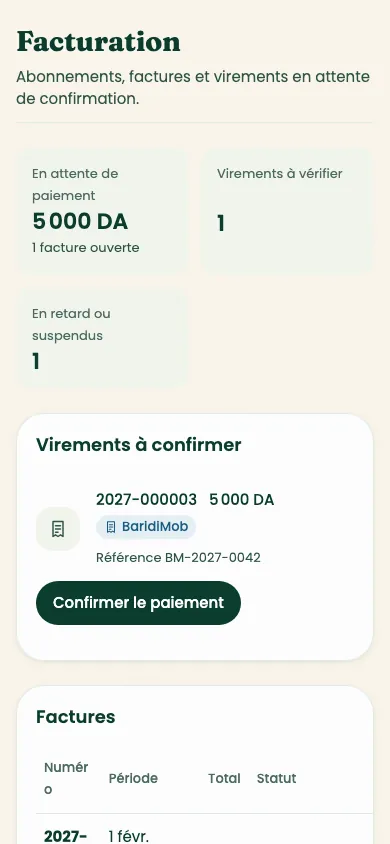 Facturation
Abonnements, factures et virements en attente
de confirmation.
En attente de
paiement
5 000 DA
1 facture ouverte
Virements à vérifier
1
En retard ou
suspendus
1
Virements à confirmer
2027-000003 5 000 DA
BaridiMob
Référence BM-2027-0042
Confirmer le paiement
Factures
Numér
o
Période Total Statut
2027- 1 févr.